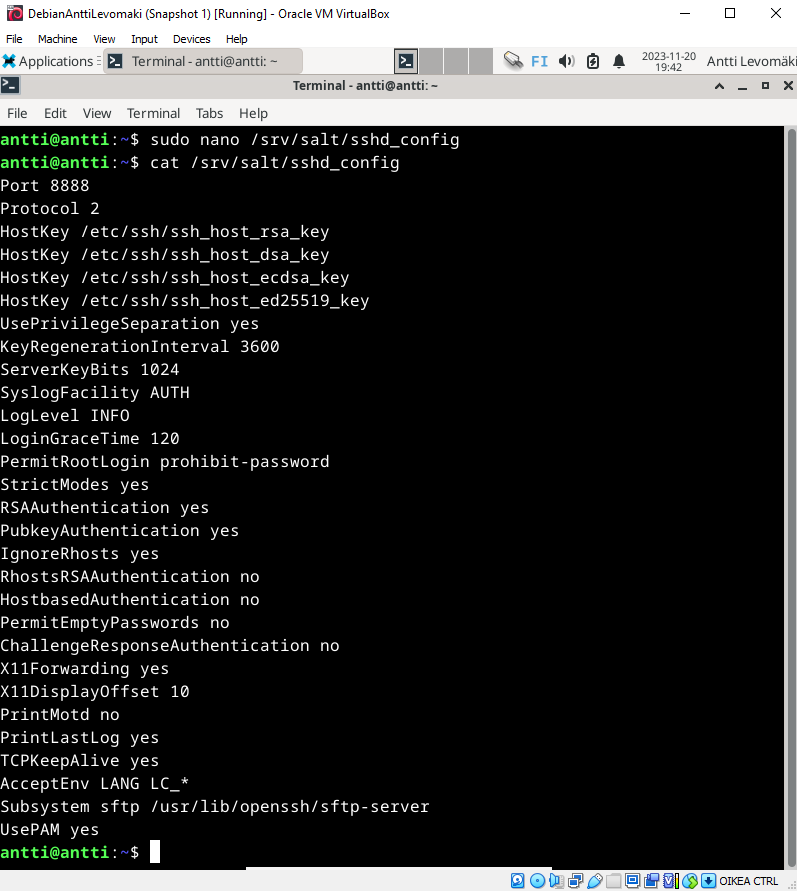 DebianAnttiLevomaki (Snapshot 1) [Running] - Oracle VM VirtualBox
File Machine View Input Devices Help
Applications Terminal - antti@antti: ~ FI 2023-11-20 19:42 Antti Levomäki
Terminal - antti@antti: ~
File Edit View Terminal Tabs Help
antti@antti:~$ sudo nano /srv/salt/sshd_config
antti@antti:~$ cat /srv/salt/sshd_config
Port 8888
Protocol 2
HostKey /etc/ssh/ssh_host_rsa_key
HostKey /etc/ssh/ssh_host_dsa_key
HostKey /etc/ssh/ssh_host_ecdsa_key
HostKey /etc/ssh/ssh_host_ed25519_key
UsePrivilegeSeparation yes
KeyRegenerationInterval 3600
ServerKeyBits 1024
SyslogFacility AUTH
LogLevel INFO
LoginGraceTime 120
PermitRootLogin prohibit-password
StrictModes yes
RSAAuthentication yes
PubkeyAuthentication yes
IgnoreRhosts yes
RhostsRSAAuthentication no
HostbasedAuthentication no
PermitEmptyPasswords no
ChallengeResponseAuthentication no
X11Forwarding yes
X11DisplayOffset 10
PrintMotd no
PrintLastLog yes
TCPKeepAlive yes
AcceptEnv LANG LC_*
Subsystem sftp /usr/lib/openssh/sftp-server
UsePAM yes
antti@antti:~$
OIKEA CTRL